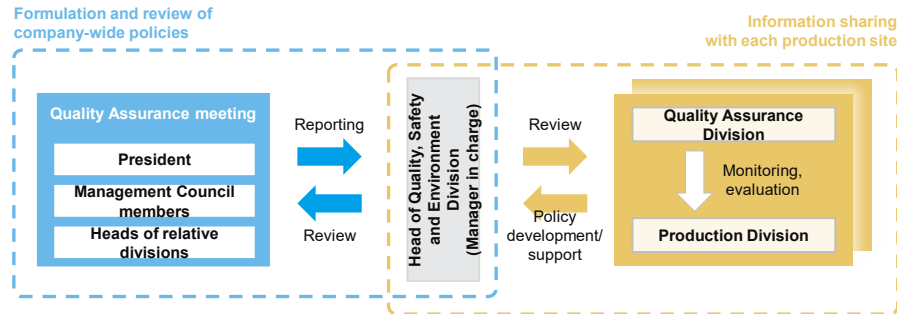 Formulation and review of
company-wide policies
Information sharing
with each production site
Quality Assurance meeting
President
Management Council
members
Heads of relative
divisions
Reporting
Review
Head of Quality, Safety
and Environment
Division
(Manager in charge)
Review
Policy
development/
support
Quality Assurance
Division
Monitoring,
evaluation
Production Division